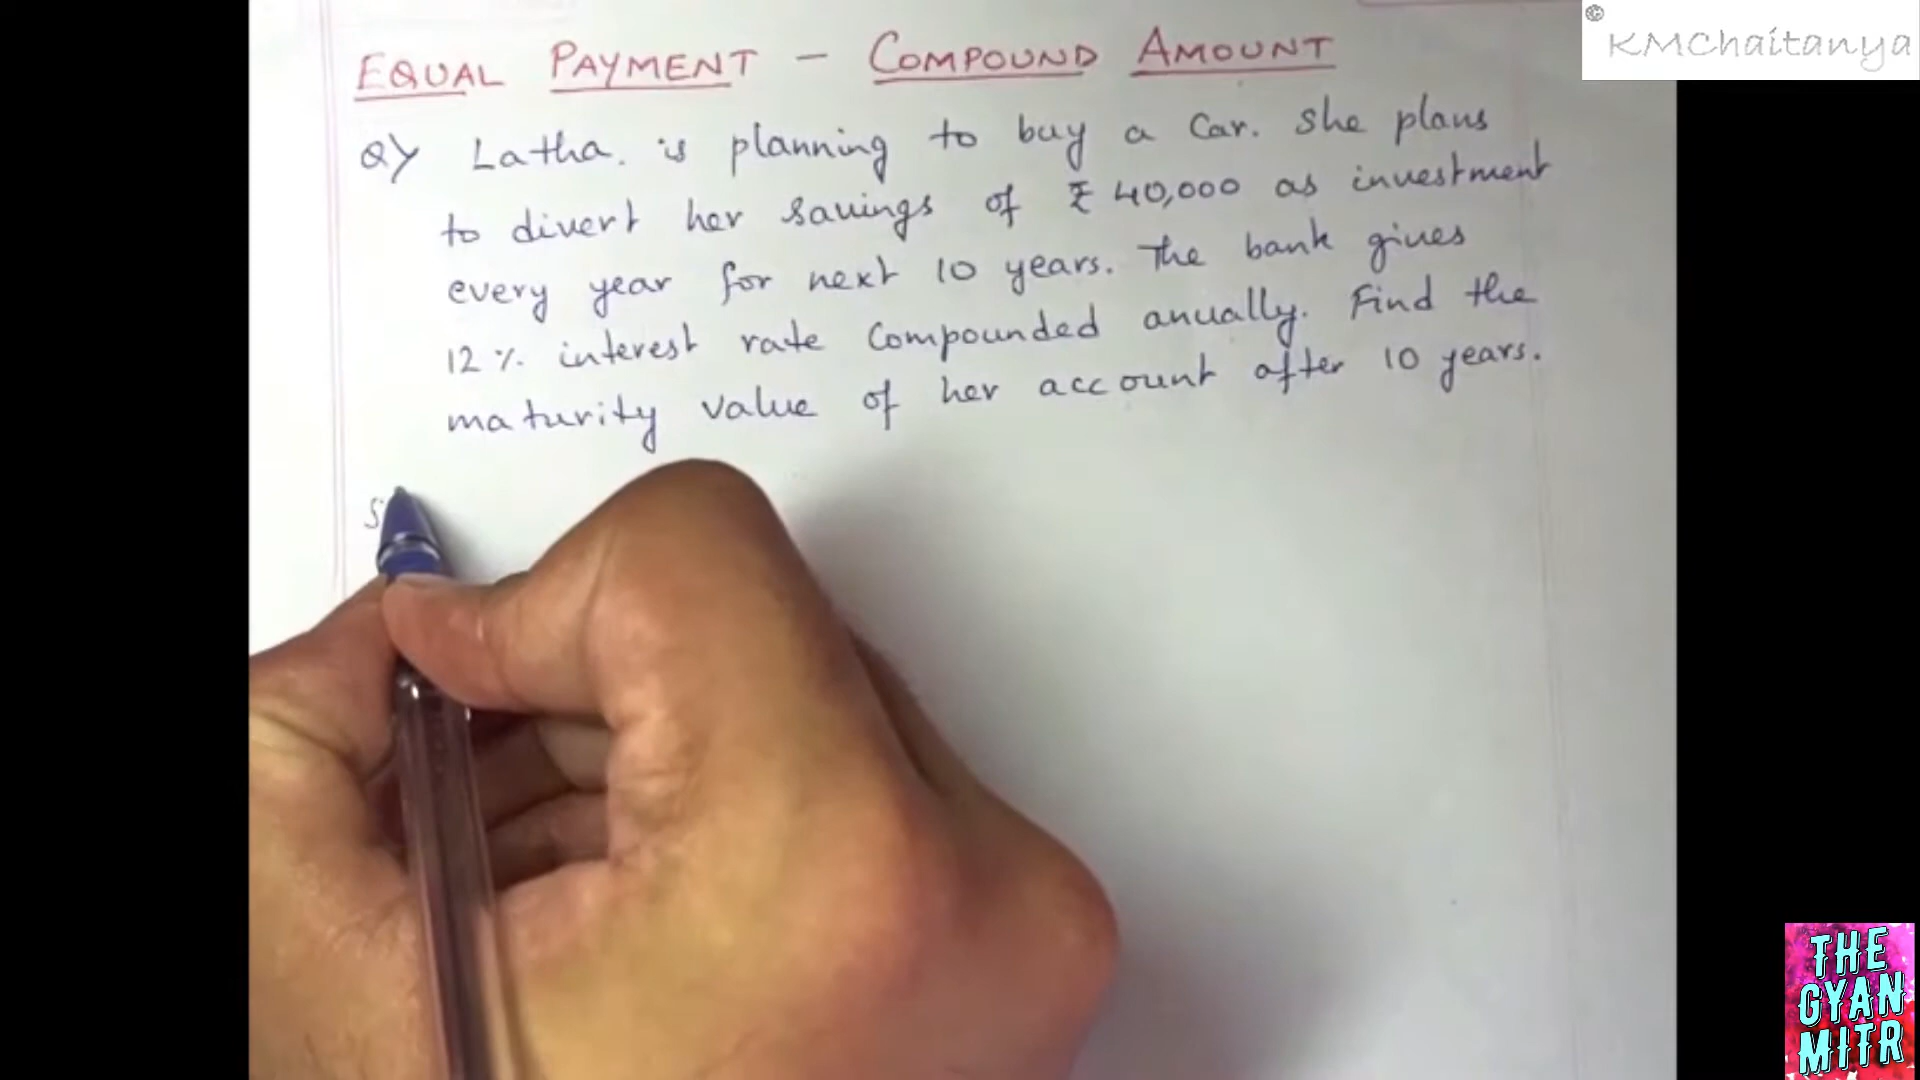 © KMChaitanya
EQUAL PAYMENT - COMPOUND AMOUNT
Q) Latha. is planning to buy a Car. She plans
to divert her savings of ₹ 40,000 as investment
every year for next 10 years. The bank gives
12 % interest rate Compounded anually. Find the
maturity value of her account after 10 years.
S
THE
GYAN
MITR